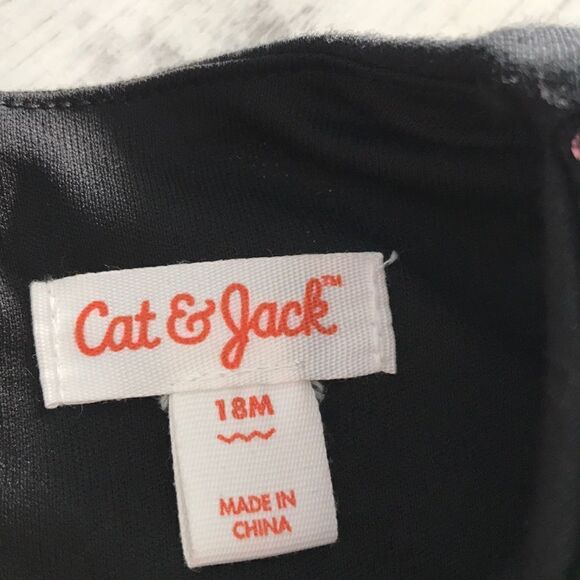 Cat & Jack™
18M
MADE IN
CHINA